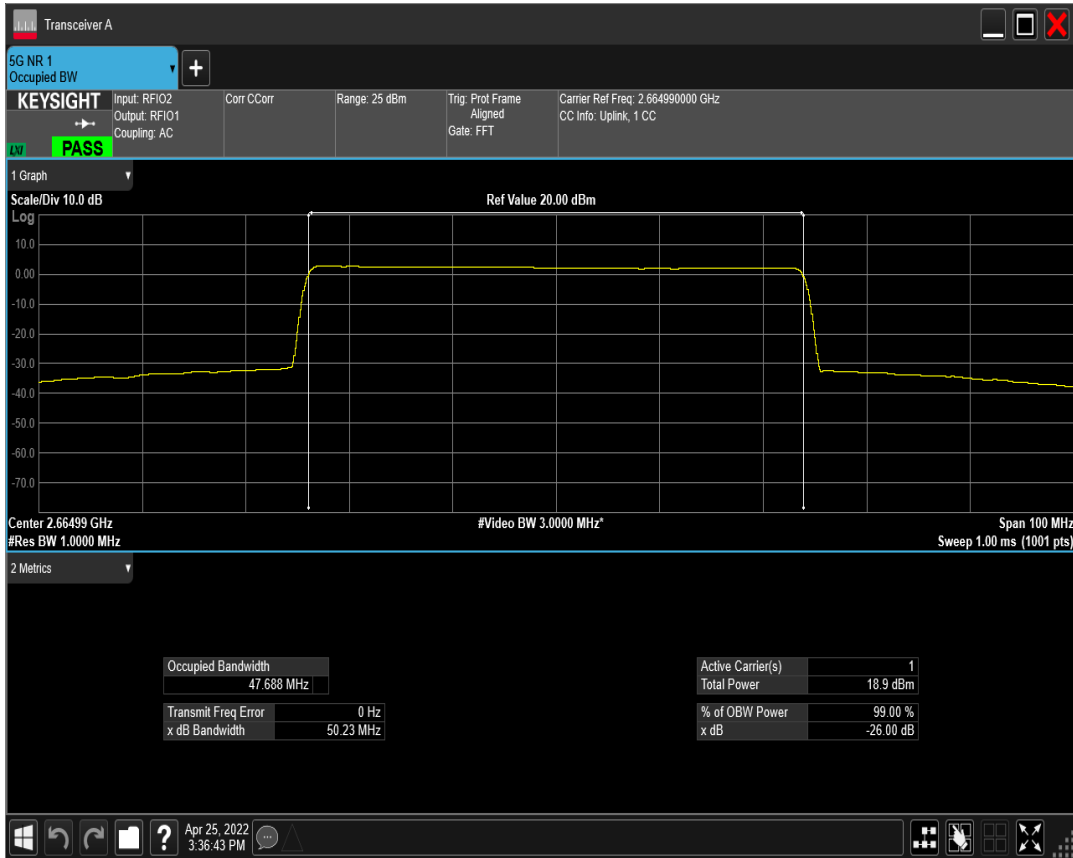 Transceiver A
5G NR 1
Occupied BW
KEYSIGHT
Input: RFIO2
Output: RFIO1
Coupling: AC
Corr CCorr
Range: 25 dBm
Trig: Prot Frame
Aligned
Gate: FFT
Carrier Ref Freq: 2.664990000 GHz
CC Info: Uplink, 1 CC
LXI
PASS
1 Graph
Scale/Div 10.0 dB
Ref Value 20.00 dBm
Log
10.0
0.00
-10.0
-20.0
-30.0
-40.0
-50.0
-60.0
-70.0
Center 2.66499 GHz
#Video BW 3.0000 MHz*
Span 100 MHz
#Res BW 1.0000 MHz
Sweep 1.00 ms (1001 pts)
2 Metrics
Occupied Bandwidth
47.688 MHz
Transmit Freq Error 0 Hz
x dB Bandwidth 50.23 MHz
Active Carrier(s) 1
Total Power 18.9 dBm
% of OBW Power 99.00 %
x dB -26.00 dB
Apr 25, 2022
3:36:43 PM